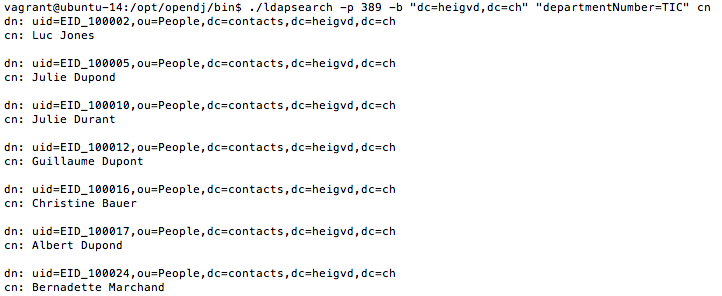 vagrant@ubuntu-14:/opt/opendj/bin$ ./ldapsearch -p 389 -b "dc=heigvd,dc=ch" "departmentNumber=TIC" cn
dn: uid=EID_100002,ou=People,dc=contacts,dc=heigvd,dc=ch
cn: Luc Jones
dn: uid=EID_100005,ou=People,dc=contacts,dc=heigvd,dc=ch
cn: Julie Dupond
dn: uid=EID_100010,ou=People,dc=contacts,dc=heigvd,dc=ch
cn: Julie Durant
dn: uid=EID_100012,ou=People,dc=contacts,dc=heigvd,dc=ch
cn: Guillaume Dupont
dn: uid=EID_100016,ou=People,dc=contacts,dc=heigvd,dc=ch
cn: Christine Bauer
dn: uid=EID_100017,ou=People,dc=contacts,dc=heigvd,dc=ch
cn: Albert Dupond
dn: uid=EID_100024,ou=People,dc=contacts,dc=heigvd,dc=ch
cn: Bernadette Marchand